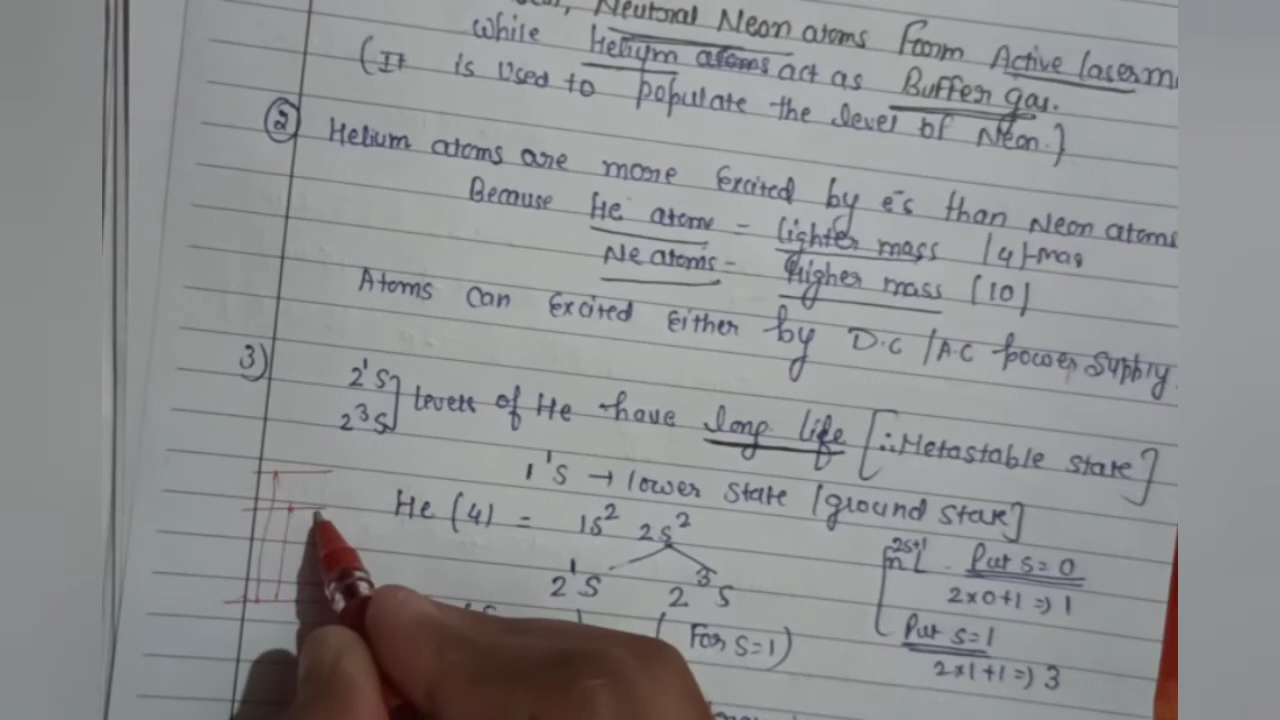 Neutral Neon atoms Form Active laser
while Helium atoms act as Buffer gas.
(It is used to populate the level of Neon.)
② Helium atoms are more Excited by e⁻s than Neon atoms
Because He atom - lighter mass (4)-mas
Ne atoms - Higher mass (10)
Atoms can Excited Either by D.C /A.C power supply.
3) 2¹S
2³S] levels of He have long life [∴Metastable state]
1¹S → lower state [ground state]
He (4) = 1s² 2s²
2¹S 2³S
(For s=1)
n²ˢ⁺¹L - Put s=0
2×0+1 ⇒ 1
Put s=1
2×1+1 ⇒ 3